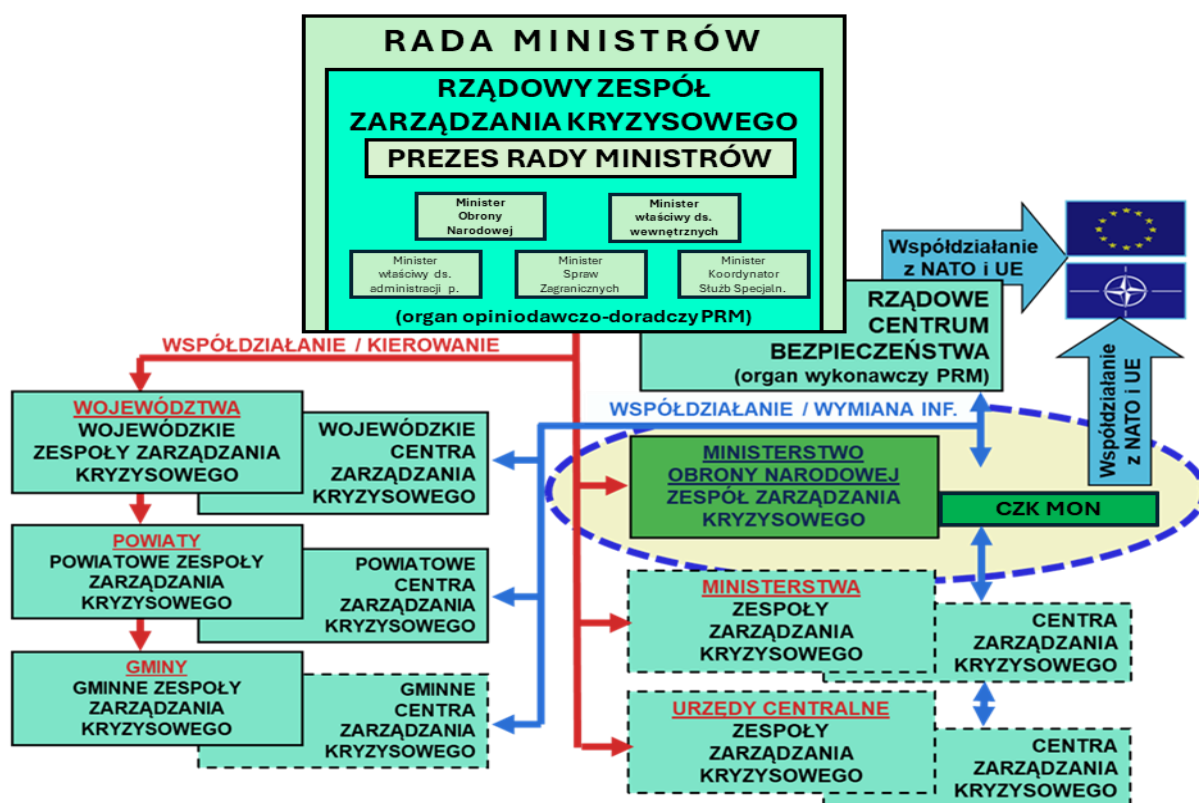 RADA MINISTRÓW
RZĄDOWY ZESPÓŁ
ZARZĄDZANIA KRYZYSOWEGO
PREZES RADY MINISTRÓW
Minister
Obrony
Narodowej
Minister
właściwy ds.
wewnętrznych
Minister
właściwy ds.
administracji p.
Minister
Spraw
Zagranicznych
Minister
Koordynator
Służb Specjaln.
(organ opiniodawczo-doradczy PRM)
Współdziałanie
z NATO i UE
RZĄDOWE
CENTRUM
BEZPIECZEŃSTWA
(organ wykonawczy PRM)
Współdziałanie
z NATO i UE
WSPÓŁDZIAŁANIE / KIEROWANIE
WSPÓŁDZIAŁANIE / WYMIANA INF.
WOJEWÓDZTWA
WOJEWÓDZKIE
ZESPOŁY ZARZĄDZANIA
KRYZYSOWEGO
WOJEWÓDZKIE
CENTRA
ZARZĄDZANIA
KRYZYSOWEGO
MINISTERSTWO
OBRONY NARODOWEJ
ZESPÓŁ ZARZĄDZANIA
KRYZYSOWEGO
CZK MON
POWIATY
POWIATOWE ZESPOŁY
ZARZĄDZANIA
KRYZYSOWEGO
POWIATOWE
CENTRA
ZARZĄDZANIA
KRYZYSOWEGO
MINISTERSTWA
ZESPOŁY
ZARZĄDZANIA
KRYZYSOWEGO
CENTRA
ZARZĄDZANIA
KRYZYSOWEGO
GMINY
GMINNE ZESPOŁY
ZARZĄDZANIA
KRYZYSOWEGO
GMINNE
CENTRA
ZARZĄDZANIA
KRYZYSOWEGO
URZĘDY CENTRALNE
ZESPOŁY
ZARZĄDZANIA
KRYZYSOWEGO
CENTRA
ZARZĄDZANIA
KRYZYSOWEGO